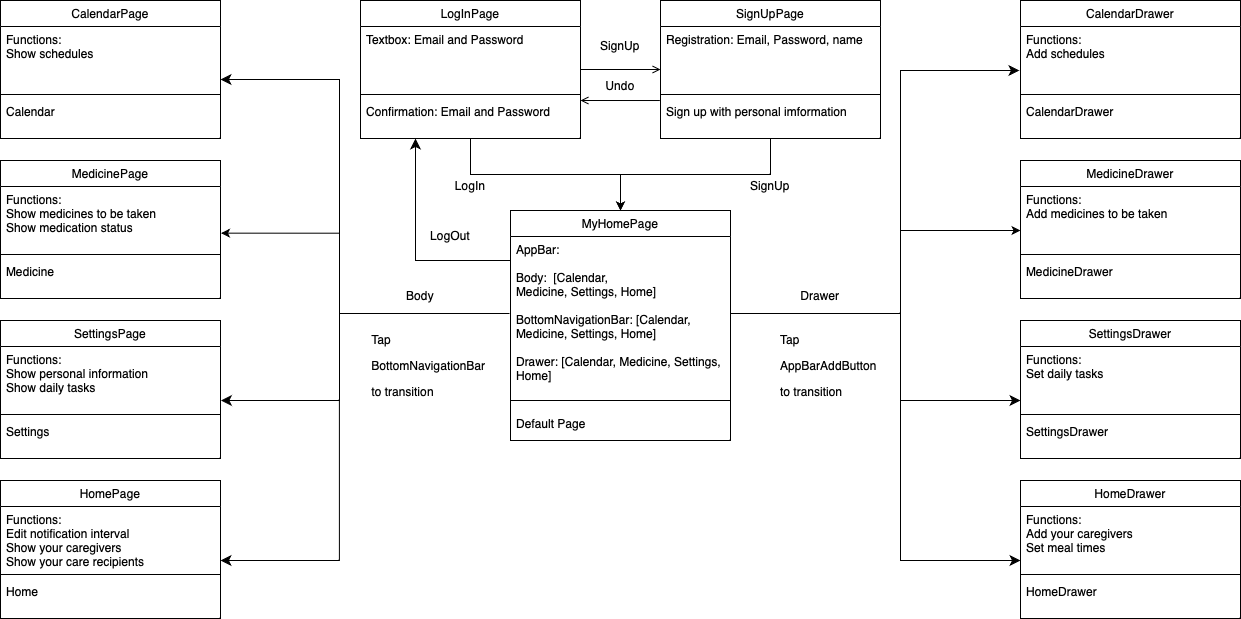 CalendarPage
Functions:
Show schedules
Calendar
MedicinePage
Functions:
Show medicines to be taken
Show medication status
Medicine
SettingsPage
Functions:
Show personal information
Show daily tasks
Settings
HomePage
Functions:
Edit notification interval
Show your caregivers
Show your care recipients
Home
LogInPage
Textbox: Email and Password
Confirmation: Email and Password
SignUp
Undo
SignUpPage
Registration: Email, Password, name
Sign up with personal imformation
LogIn
SignUp
LogOut
MyHomePage
AppBar:
Body:  [Calendar,
Medicine, Settings, Home]
BottomNavigationBar: [Calendar,
Medicine, Settings, Home]
Drawer: [Calendar, Medicine, Settings,
Home]
Default Page
Body
Tap
BottomNavigationBar
to transition
Drawer
Tap
AppBarAddButton
to transition
CalendarDrawer
Functions:
Add schedules
CalendarDrawer
MedicineDrawer
Functions:
Add medicines to be taken
MedicineDrawer
SettingsDrawer
Functions:
Set daily tasks
SettingsDrawer
HomeDrawer
Functions:
Add your caregivers
Set meal times
HomeDrawer